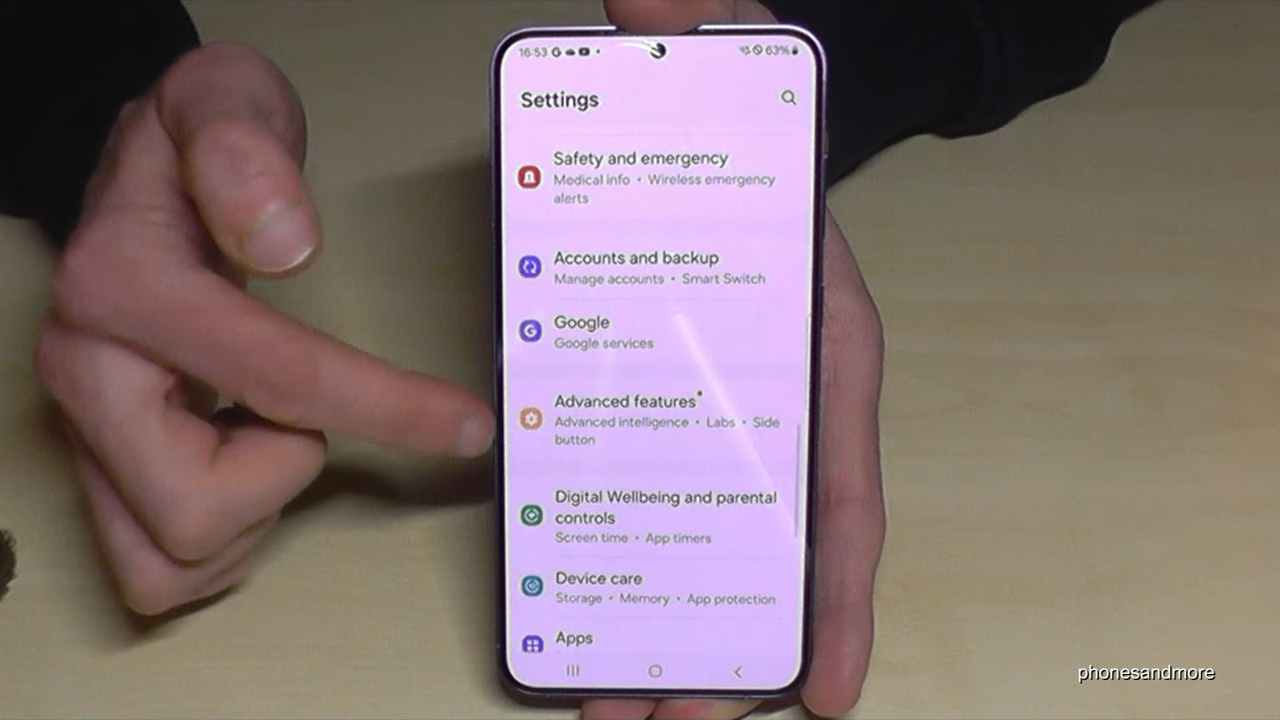 16:53
63%
Settings
Safety and emergency
Medical info • Wireless emergency
alerts
Accounts and backup
Manage accounts • Smart Switch
Google
Google services
Advanced features
Advanced intelligence • Labs • Side
button
Digital Wellbeing and parental
controls
Screen time • App timers
Device care
Storage • Memory • App protection
Apps
phonesandmore